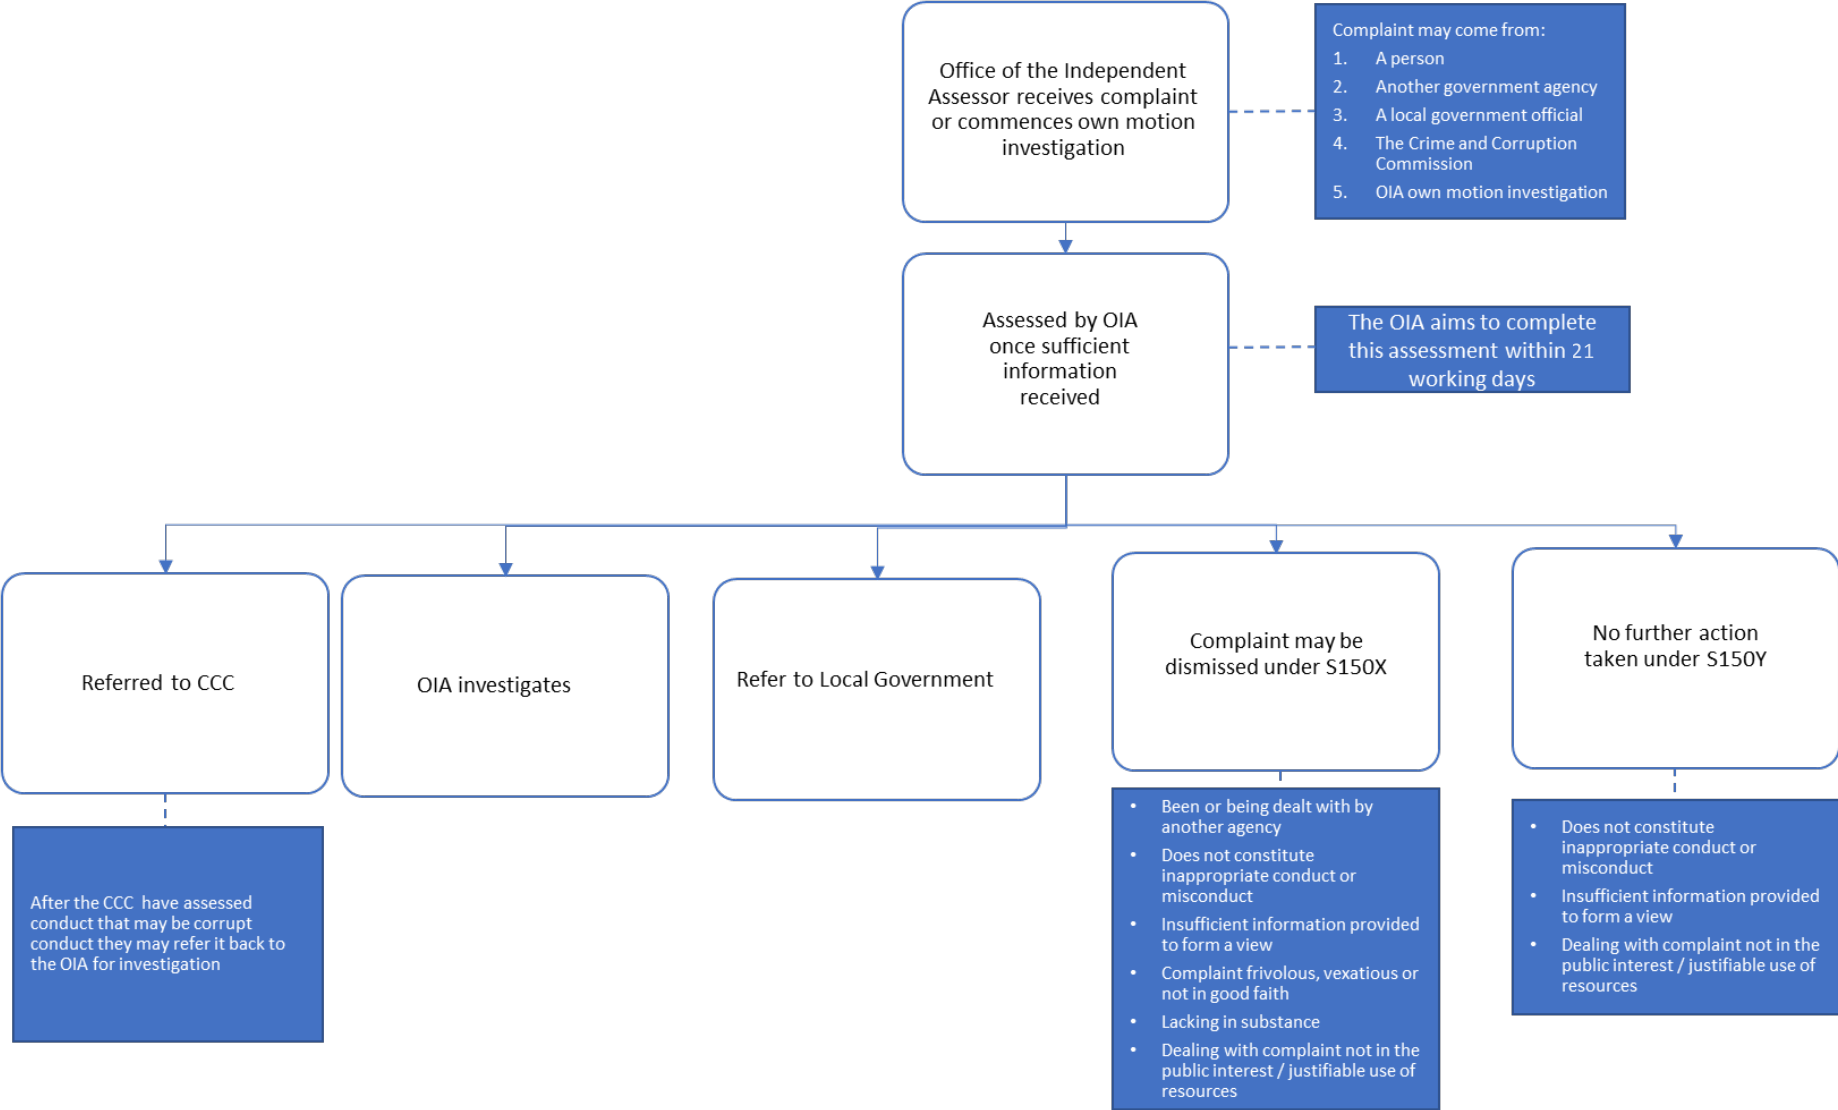 Office of the Independent
Assessor receives complaint
or commences own motion
investigation
Complaint may come from:
1. A person
2. Another government agency
3. A local government official
4. The Crime and Corruption
Commission
5. OIA own motion investigation
Assessed by OIA
once sufficient
information
received
The OIA aims to complete
this assessment within 21
working days
Referred to CCC
OIA investigates
Refer to Local Government
Complaint may be
dismissed under S150X
No further action
taken under S150Y
After the CCC have assessed
conduct that may be corrupt
conduct they may refer it back to
the OIA for investigation
• Been or being dealt with by
another agency
• Does not constitute
inappropriate conduct or
misconduct
• Insufficient information provided
to form a view
• Complaint frivolous, vexatious or
not in good faith
• Lacking in substance
• Dealing with complaint not in the
public interest / justifiable use of
resources
• Does not constitute
inappropriate conduct or
misconduct
• Insufficient information provided
to form a view
• Dealing with complaint not in the
public interest / justifiable use of
resources